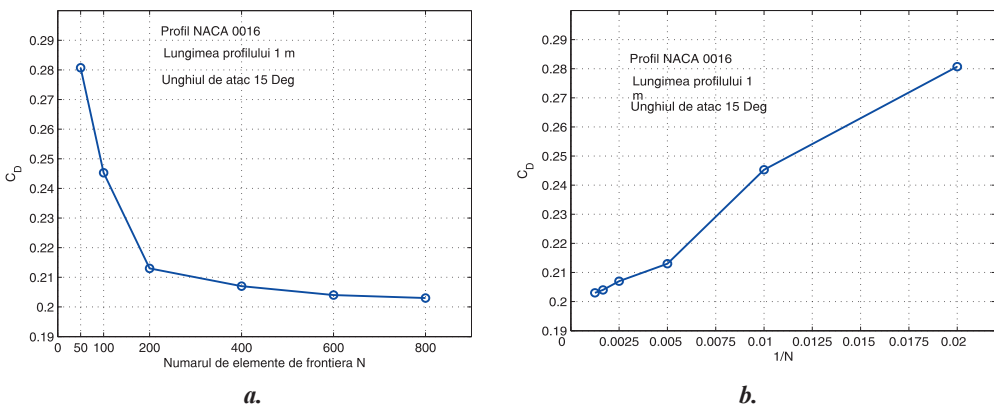 Profil NACA 0016
Lungimea profilului 1 m
Unghiul de atac 15 Deg
0.29
0.28
0.27
0.26
0.25
0.24
0.23
0.22
0.21
0.2
0.19
C_D
0 50 100 200 400 600 800
Numarul de elemente de frontiera N
a.
Profil NACA 0016
Lungimea profilului 1
m
Unghiul de atac 15 Deg
0.29
0.28
0.27
0.26
0.25
0.24
0.23
0.22
0.21
0.2
0.19
C_D
0 0.0025 0.005 0.0075 0.01 0.0125 0.015 0.0175 0.02
1/N
b.